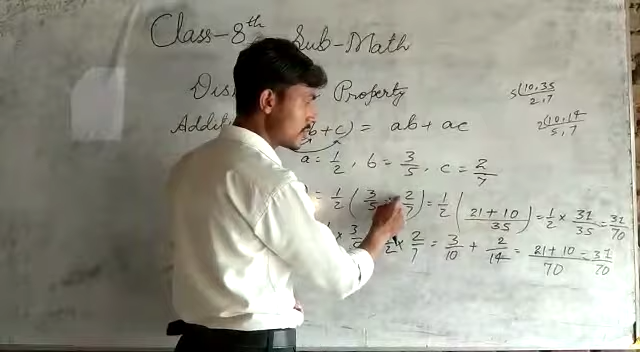 Class-8th Sub-Math
Property
5(10,35
2,7
2(10,14
5,7
b+c) = ab+ ac
a = 1/2, b = 3/5, c = 2/7
= 1/2 (3/5 2/7) = 1/2 (21+10/35) = 1/2 × 31/35 = 31/70
× 3/5 1/2 × 2/7 = 3/10 + 2/14 = 21+10/70 = 31/70